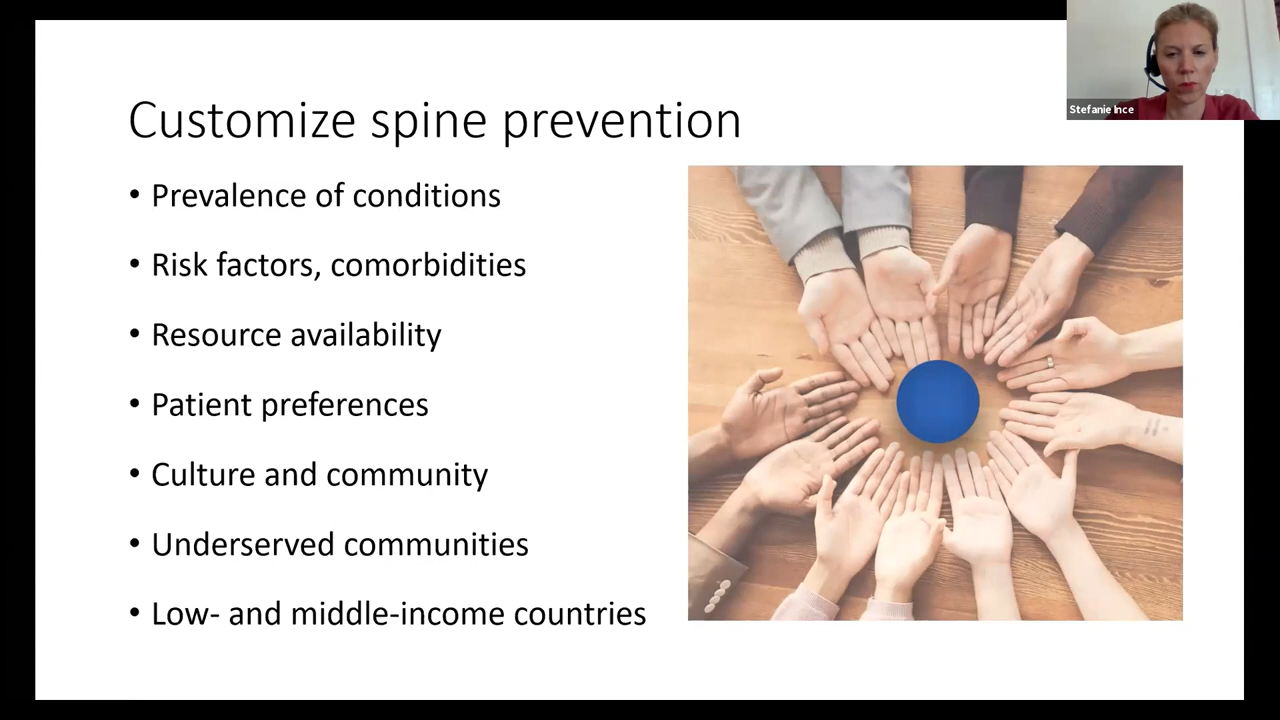 Customize spine prevention
• Prevalence of conditions
• Risk factors, comorbidities
• Resource availability
• Patient preferences
• Culture and community
• Underserved communities
• Low- and middle-income countries
Stefanie Ince